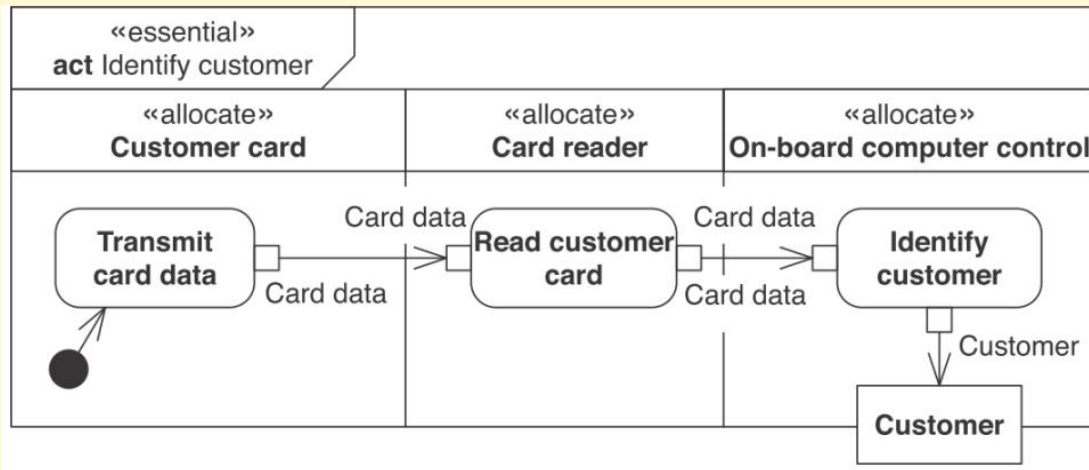 «essential»
act Identify customer
«allocate»
Customer card
«allocate»
Card reader
«allocate»
On-board computer control
Transmit
card data
Card data
Card data
Read customer
card
Card data
Card data
Identify
customer
Customer
Customer